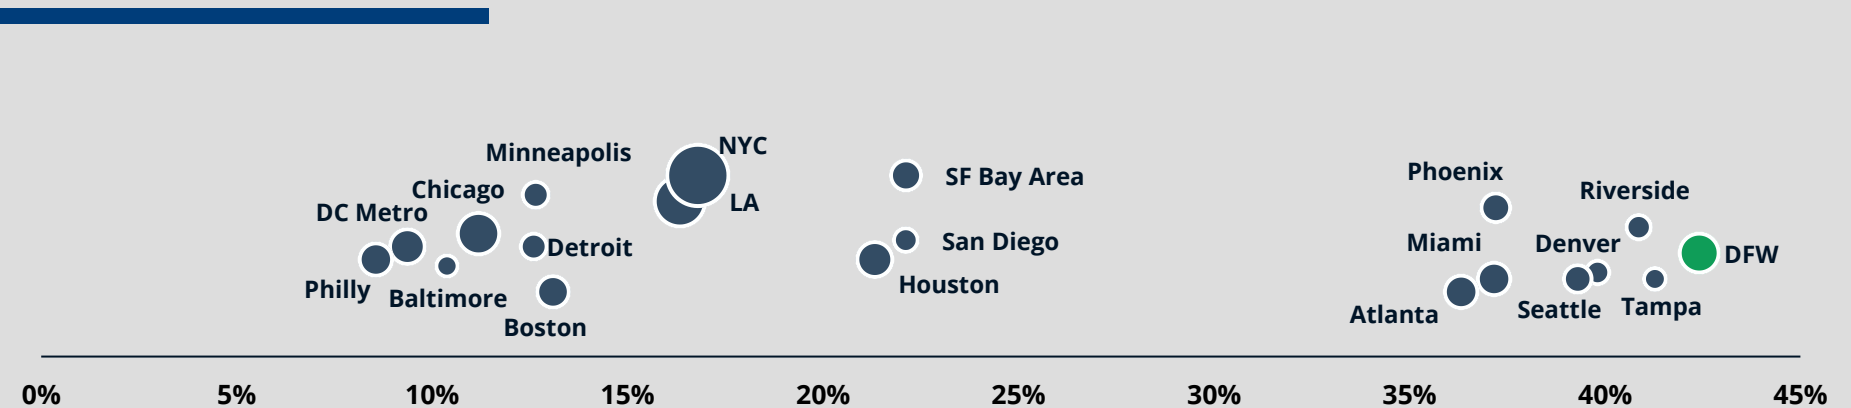 NYC
Minneapolis
Phoenix
SF Bay Area
Chicago
Riverside
LA
DC Metro
San Diego
Miami
Denver
Detroit
DFW
Houston
Philly
Baltimore
Tampa
Seattle
Atlanta
Boston
0% 5% 10% 15% 20% 25% 30% 35% 40% 45%